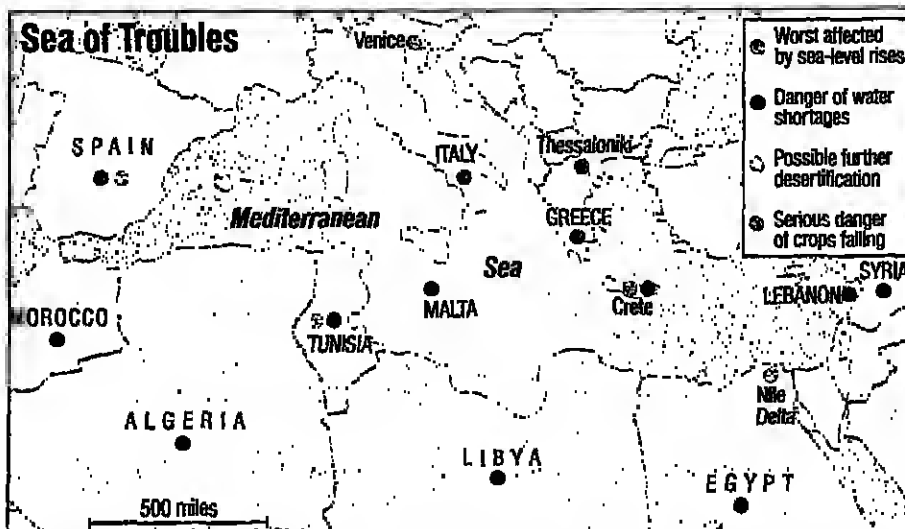 Sea of Troubles
Venice
Worst affected
by sea-level rises
Danger of water
shortages
Possible further
desertification
Serious danger
of crops failing
SPAIN
ITALY
Thessaloniki
Mediterranean
GREECE
Sea
SYRIA
LEBANON
Crete
MALTA
MOROCCO
TUNISIA
Nile
Delta
ALGERIA
LIBYA
EGYPT
500 miles